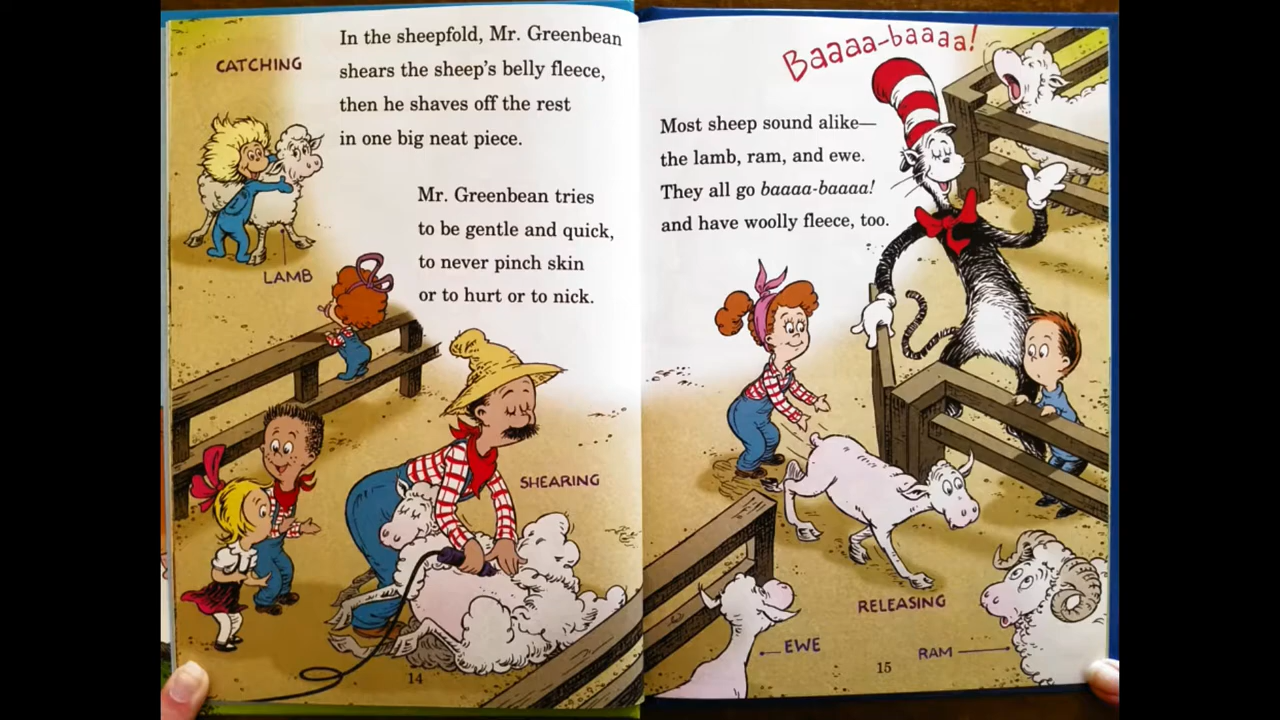 CATCHING
In the sheepfold, Mr. Greenbean
shears the sheep's belly fleece,
then he shaves off the rest
in one big neat piece.
Mr. Greenbean tries
to be gentle and quick,
to never pinch skin
or to hurt or to nick.
LAMB
SHEARING
14
Baaaa-baaaa!
Most sheep sound alike—
the lamb, ram, and ewe.
They all go baaaa-baaaa!
and have woolly fleece, too.
RELEASING
EWE
RAM
15